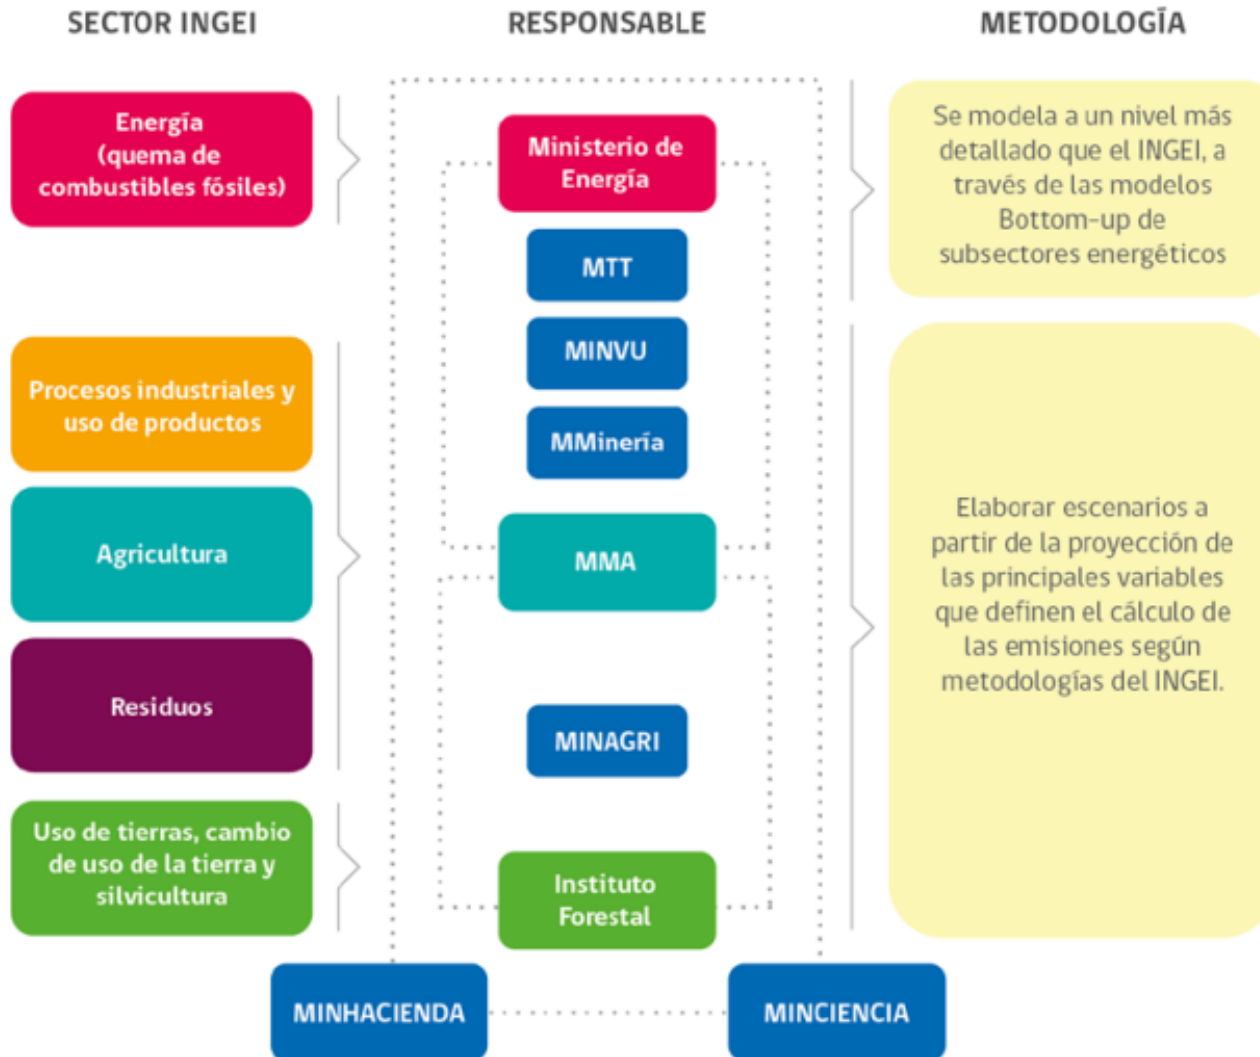 SECTOR INGEI
RESPONSABLE
METODOLOGÍA
Energía
(quema de
combustibles fósiles)
Procesos industriales y
uso de productos
Agricultura
Residuos
Uso de tierras, cambio
de uso de la tierra y
silvicultura
Ministerio de
Energía
MTT
MINVU
MMinería
MMA
MINAGRI
Instituto
Forestal
MINHACIENDA
MINCIENCIA
Se modela a un nivel más
detallado que el INGEI, a
través de las modelos
Bottom-up de
subsectores energéticos
Elaborar escenarios a
partir de la proyección de
las principales variables
que definen el cálculo de
las emisiones según
metodologías del INGEI.